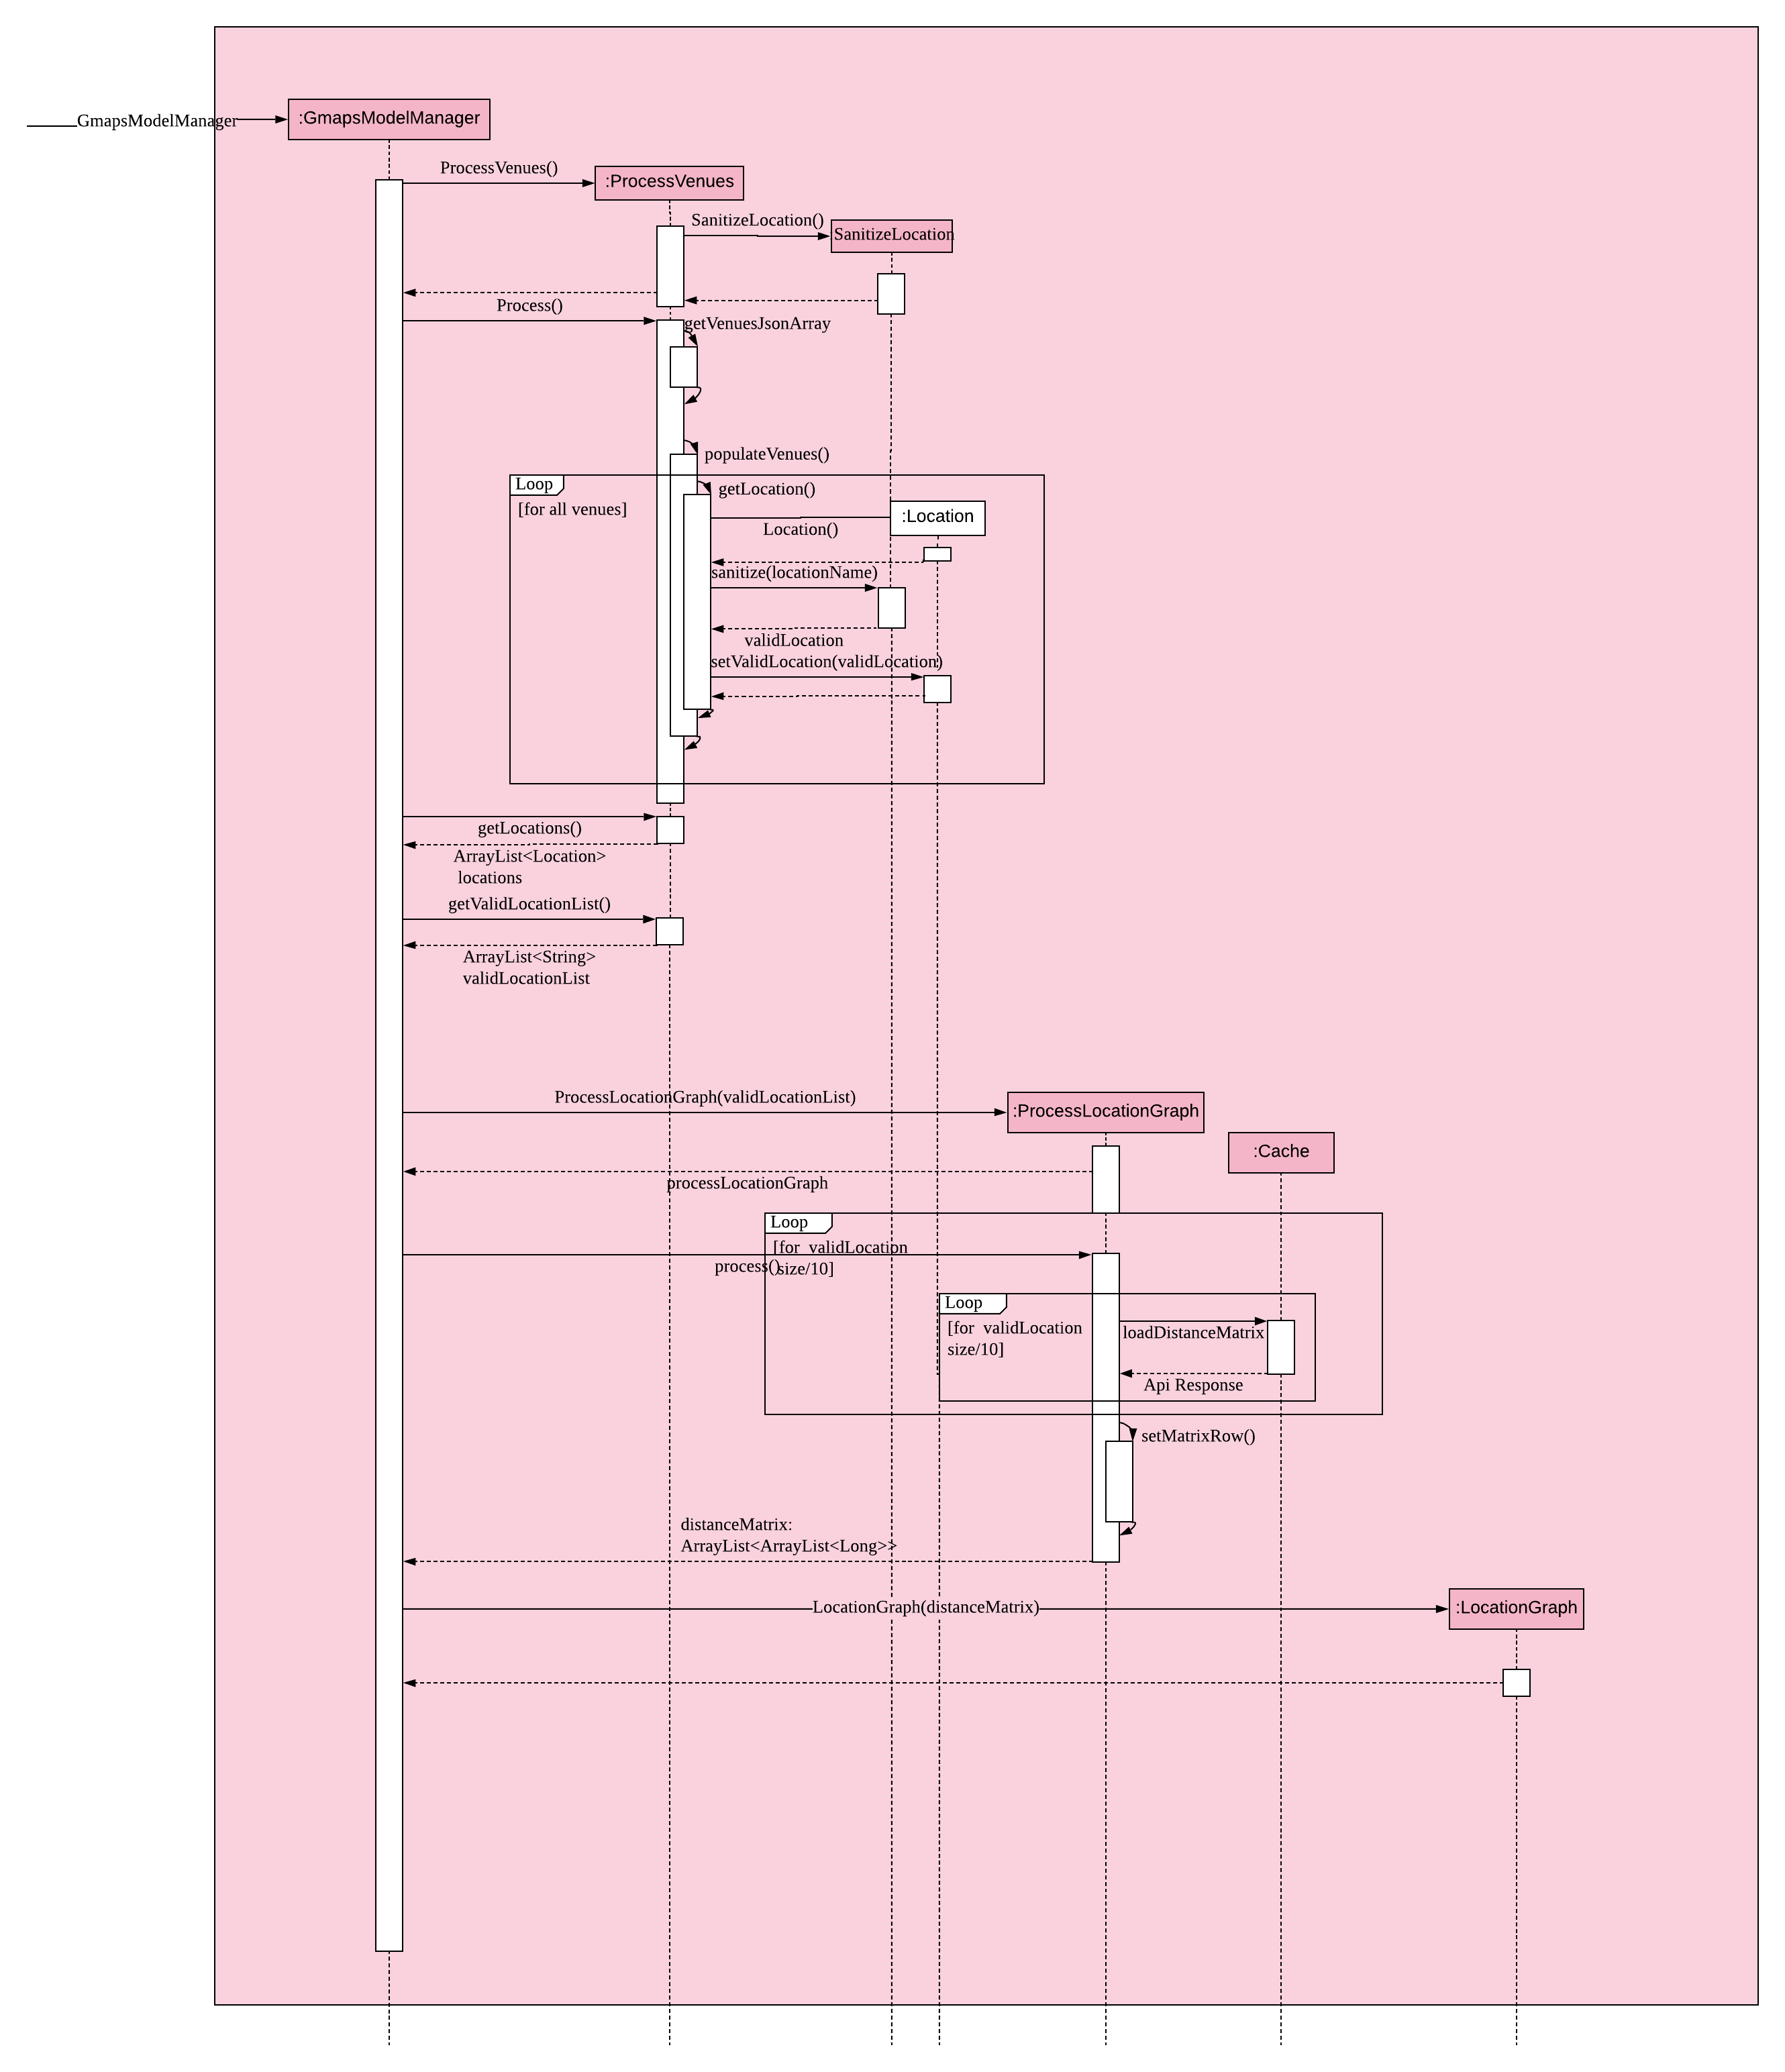 GmapsModelManager
:GmapsModelManager
ProcessVenues()
:ProcessVenues
SanitizeLocation()
SanitizeLocation
Process()
getVenuesJsonArray
populateVenues()
Loop
getLocation()
[for all venues]
:Location
Location()
sanitize(locationName)
validLocation
setValidLocation(validLocation)
getLocations()
ArrayList<Location>
locations
getValidLocationList()
ArrayList<String>
validLocationList
ProcessLocationGraph(validLocationList)
:ProcessLocationGraph
:Cache
processLocationGraph
Loop
[for validLocation
size/10]
process()
Loop
[for validLocation
size/10]
loadDistanceMatrix
Api Response
setMatrixRow()
distanceMatrix:
ArrayList<ArrayList<Long>>
LocationGraph(distanceMatrix)
:LocationGraph